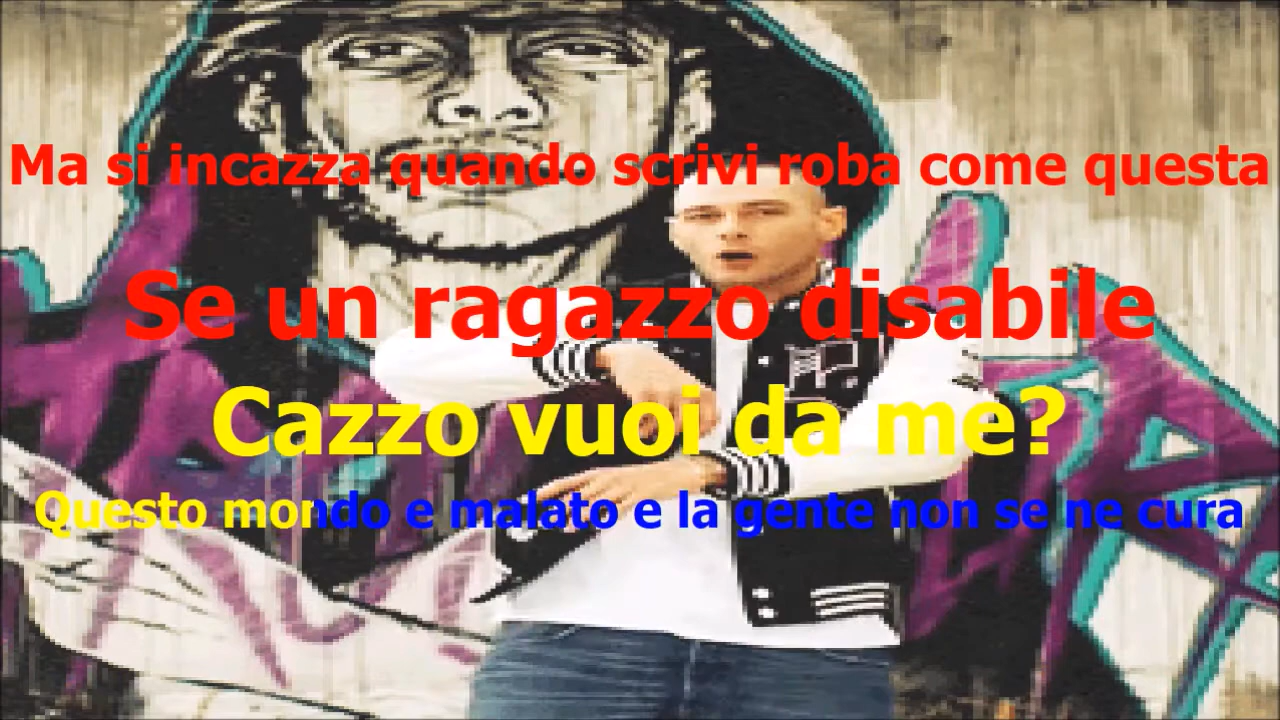 Ma si incazza quando scrivi roba come questa
Se un ragazzo disabile
Cazzo vuoi da me?
Questo mondo e malato e la gente non se ne cura